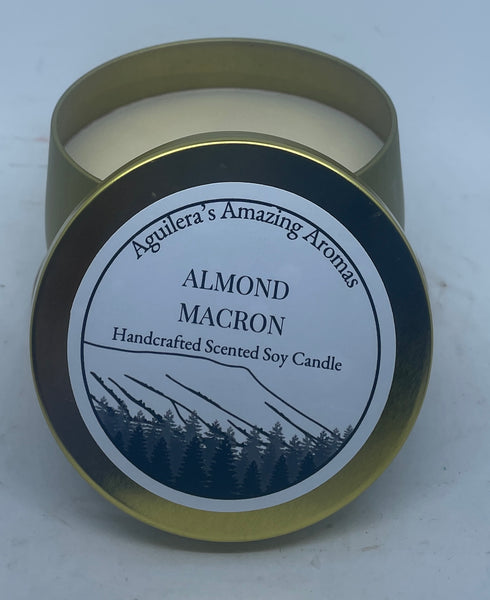 Aguilera's Amazing Aromas
ALMOND
MACRON
Handcrafted Scented Soy Candle